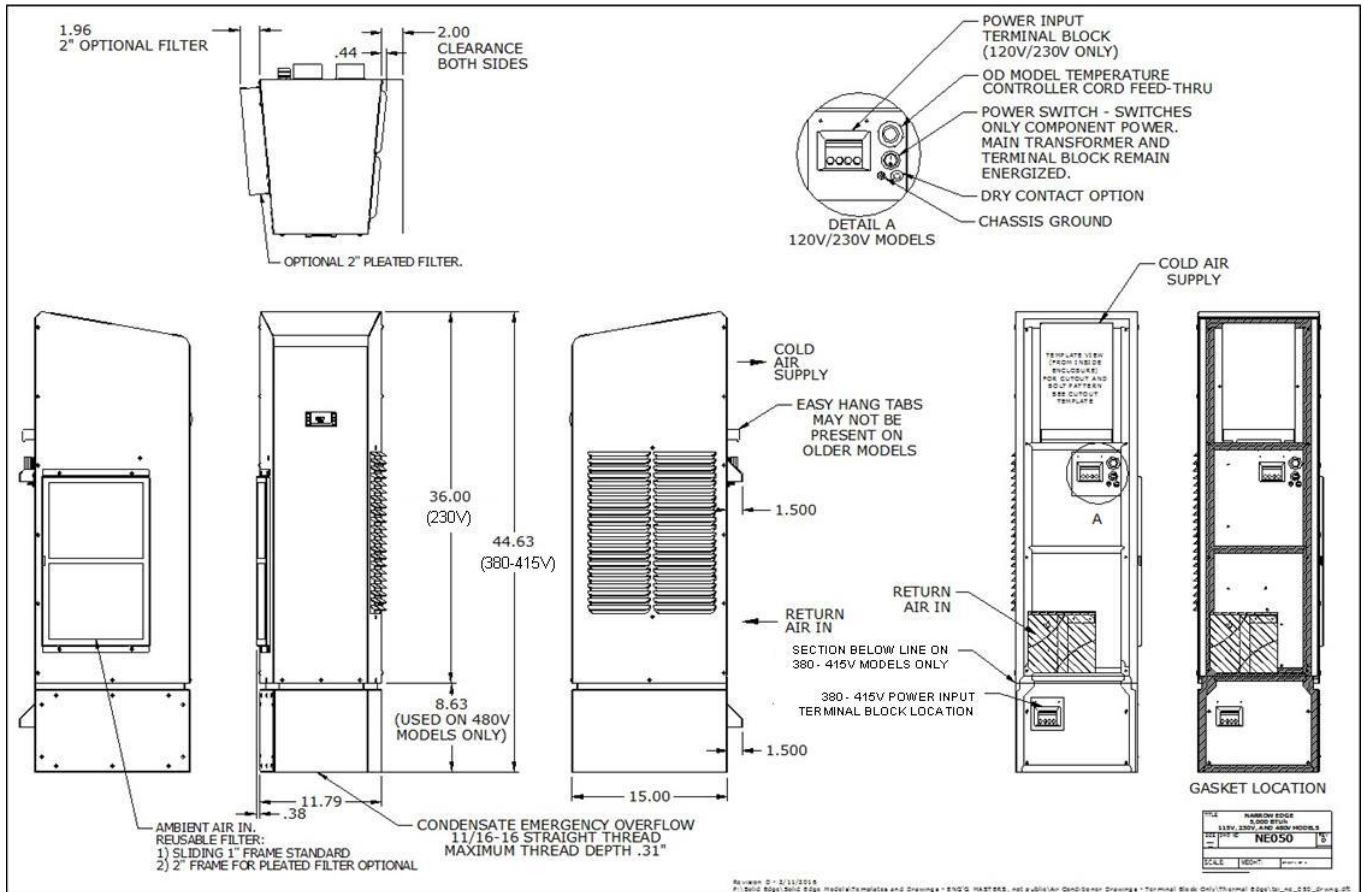 1.96
2" OPTIONAL FILTER
.44
2.00
CLEARANCE
BOTH SIDES
OPTIONAL 2" PLEATED FILTER.
POWER INPUT
TERMINAL BLOCK
(120V/230V ONLY)
OD MODEL TEMPERATURE
CONTROLLER CORD FEED-THRU
POWER SWITCH - SWITCHES
ONLY COMPONENT POWER.
MAIN TRANSFORMER AND
TERMINAL BLOCK REMAIN
ENERGIZED.
DRY CONTACT OPTION
CHASSIS GROUND
DETAIL A
120V/230V MODELS
COLD AIR
SUPPLY
COLD
AIR
SUPPLY
EASY HANG TABS
MAY NOT BE
PRESENT ON
OLDER MODELS
TEMPLATE VIEW
(FROM INSIDE
ENCLOSURE)
FOR CUTOUT AND
BOLT PATTERN
SEE CUTOUT
TEMPLATE
A
36.00
(230V)
44.63
(380-415V)
1.500
RETURN
AIR IN
RETURN
AIR IN
SECTION BELOW LINE ON
380 - 415V MODELS ONLY
380 - 415V POWER INPUT
TERMINAL BLOCK LOCATION
8.63
(USED ON 480V
MODELS ONLY)
1.500
15.00
11.79
.38
GASKET LOCATION
AMBIENT AIR IN.
REUSABLE FILTER:
1) SLIDING 1" FRAME STANDARD
2) 2" FRAME FOR PLEATED FILTER OPTIONAL
CONDENSATE EMERGENCY OVERFLOW
11/16-16 STRAIGHT THREAD
MAXIMUM THREAD DEPTH .31"
TITLE
NARROW EDGE
5,000 BTU/h
115V, 230V, AND 480V MODELS
NE050
SCALE
WEIGHT:
Revision D - 2/11/2016